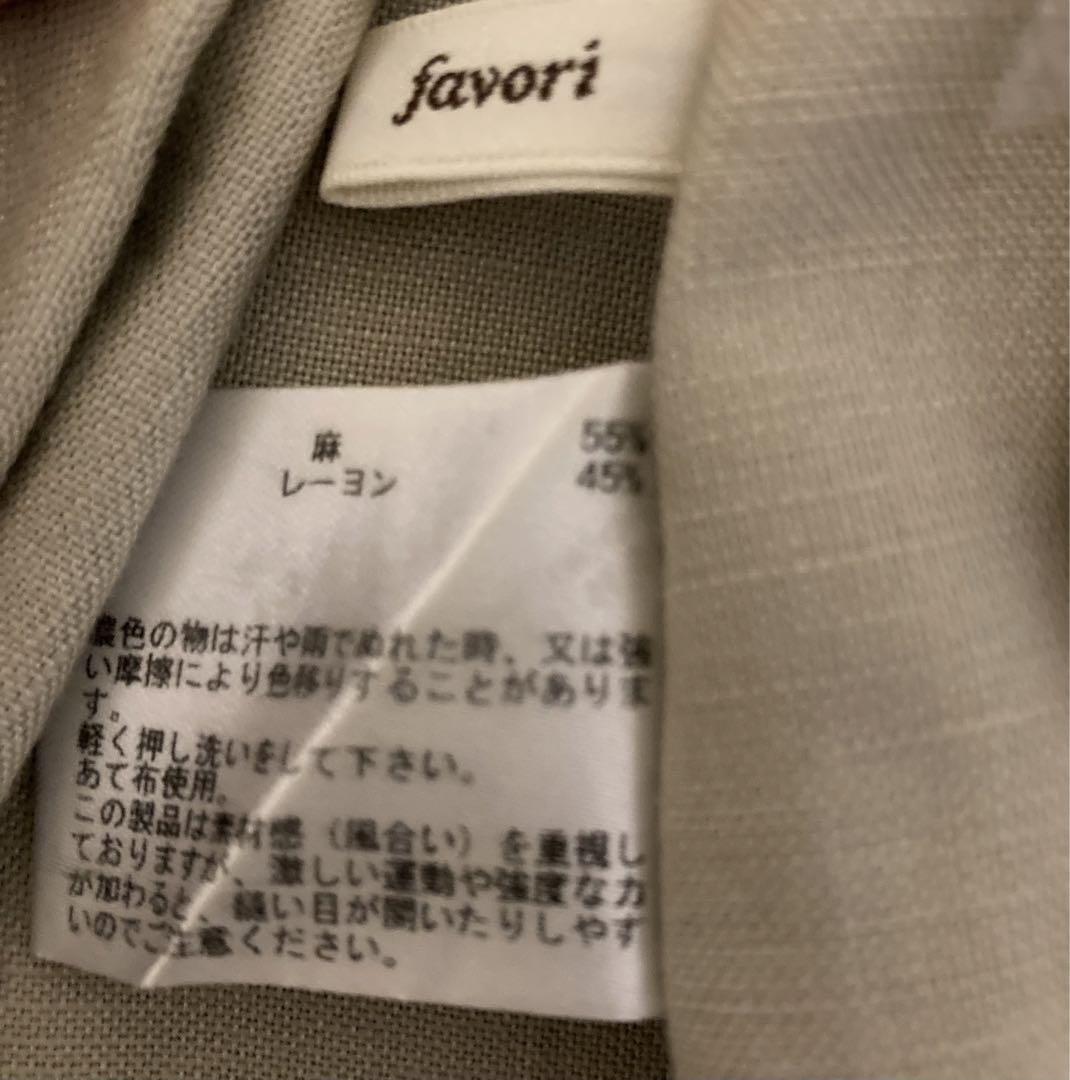 favori
麻 55%
レーヨン 45%
濃色の物は汗や雨でぬれた時、又は強
い摩擦により色移りすることがありま
す。
軽く押し洗いをして下さい。
あて布使用。
この製品は素材感（風合い）を重視し
ておりますが、激しい運動や強度な力
が加わると、縫い目が開いたりしやす
いのでご注意ください。